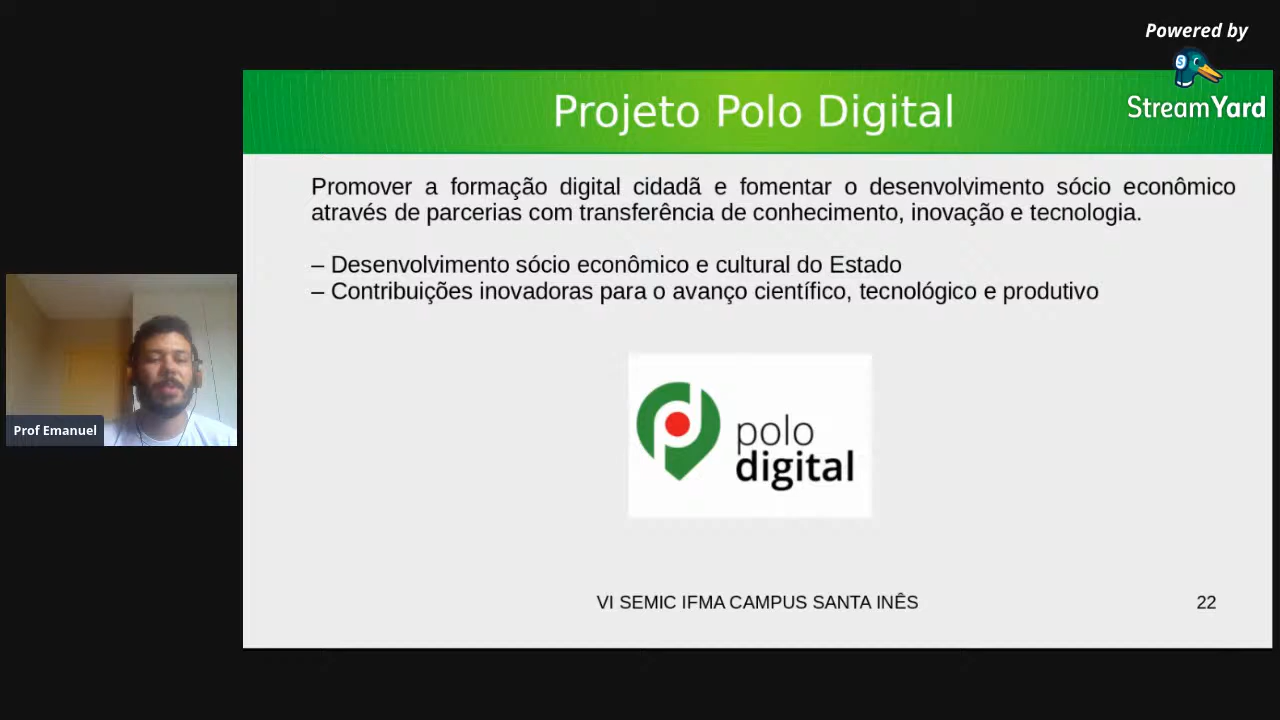 Powered by
StreamYard
Projeto Polo Digital
Promover a formação digital cidadã e fomentar o desenvolvimento sócio econômico
através de parcerias com transferência de conhecimento, inovação e tecnologia.
– Desenvolvimento sócio econômico e cultural do Estado
– Contribuições inovadoras para o avanço científico, tecnológico e produtivo
Prof Emanuel
polo
digital
VI SEMIC IFMA CAMPUS SANTA INÊS
22